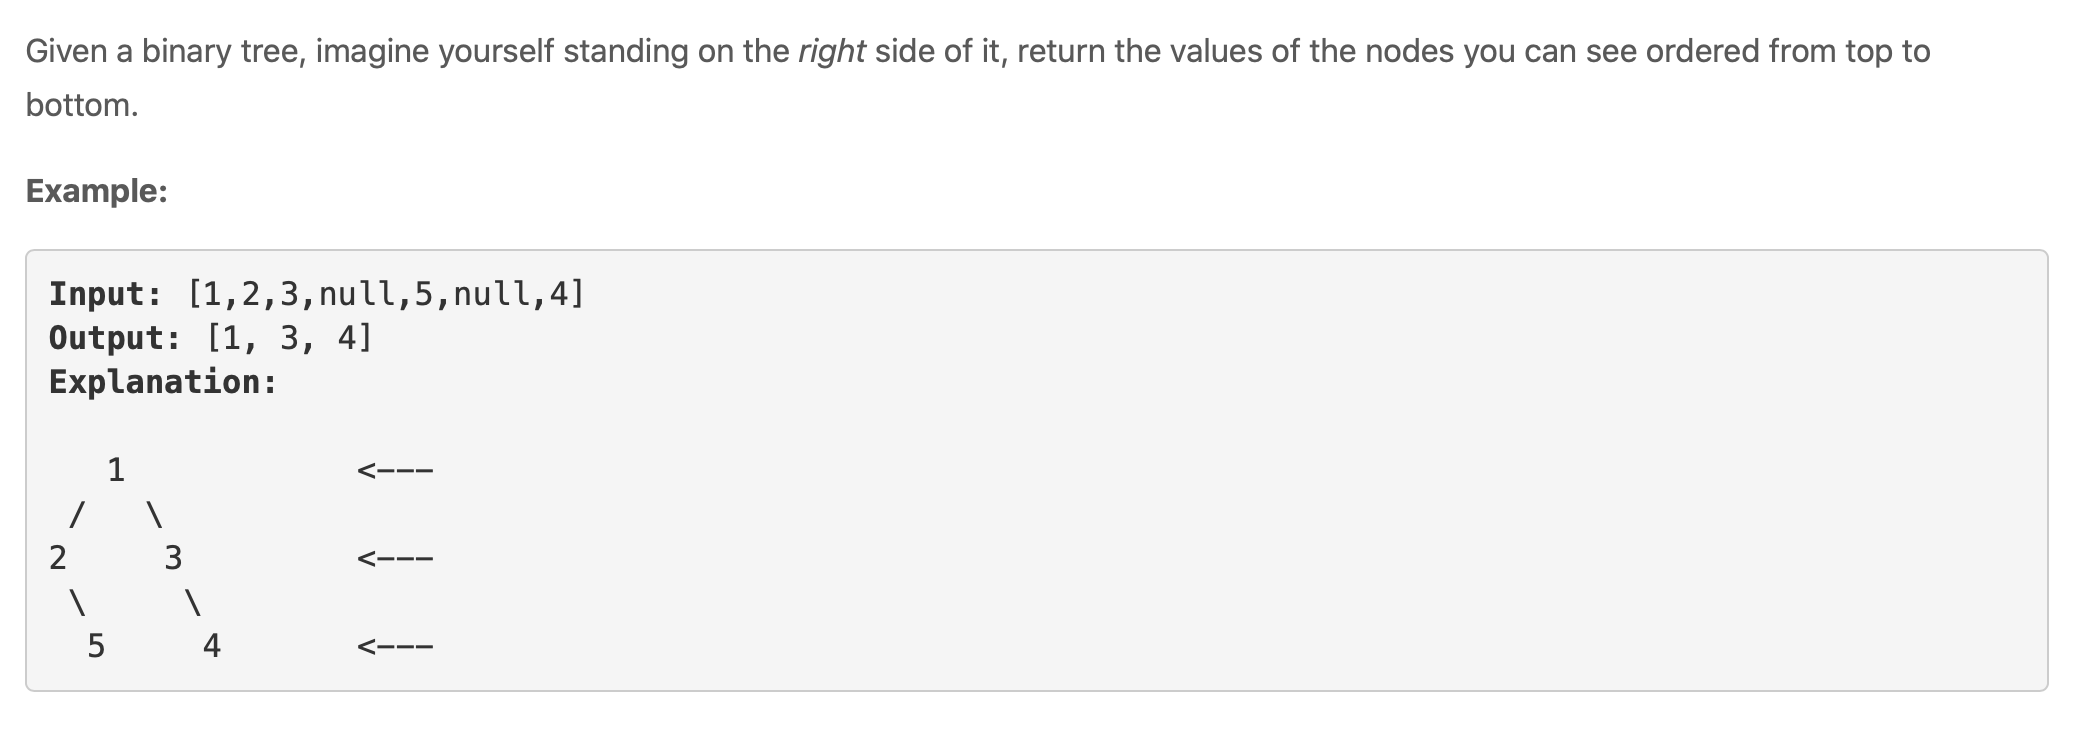 Given a binary tree, imagine yourself standing on the right side of it, return the values of the nodes you can see ordered from top to
bottom.
Example:
Input: [1,2,3,null,5,null,4]
Output: [1, 3, 4]
Explanation:
   1            <---
 /   \
2     3         <---
 \     \
  5     4       <---